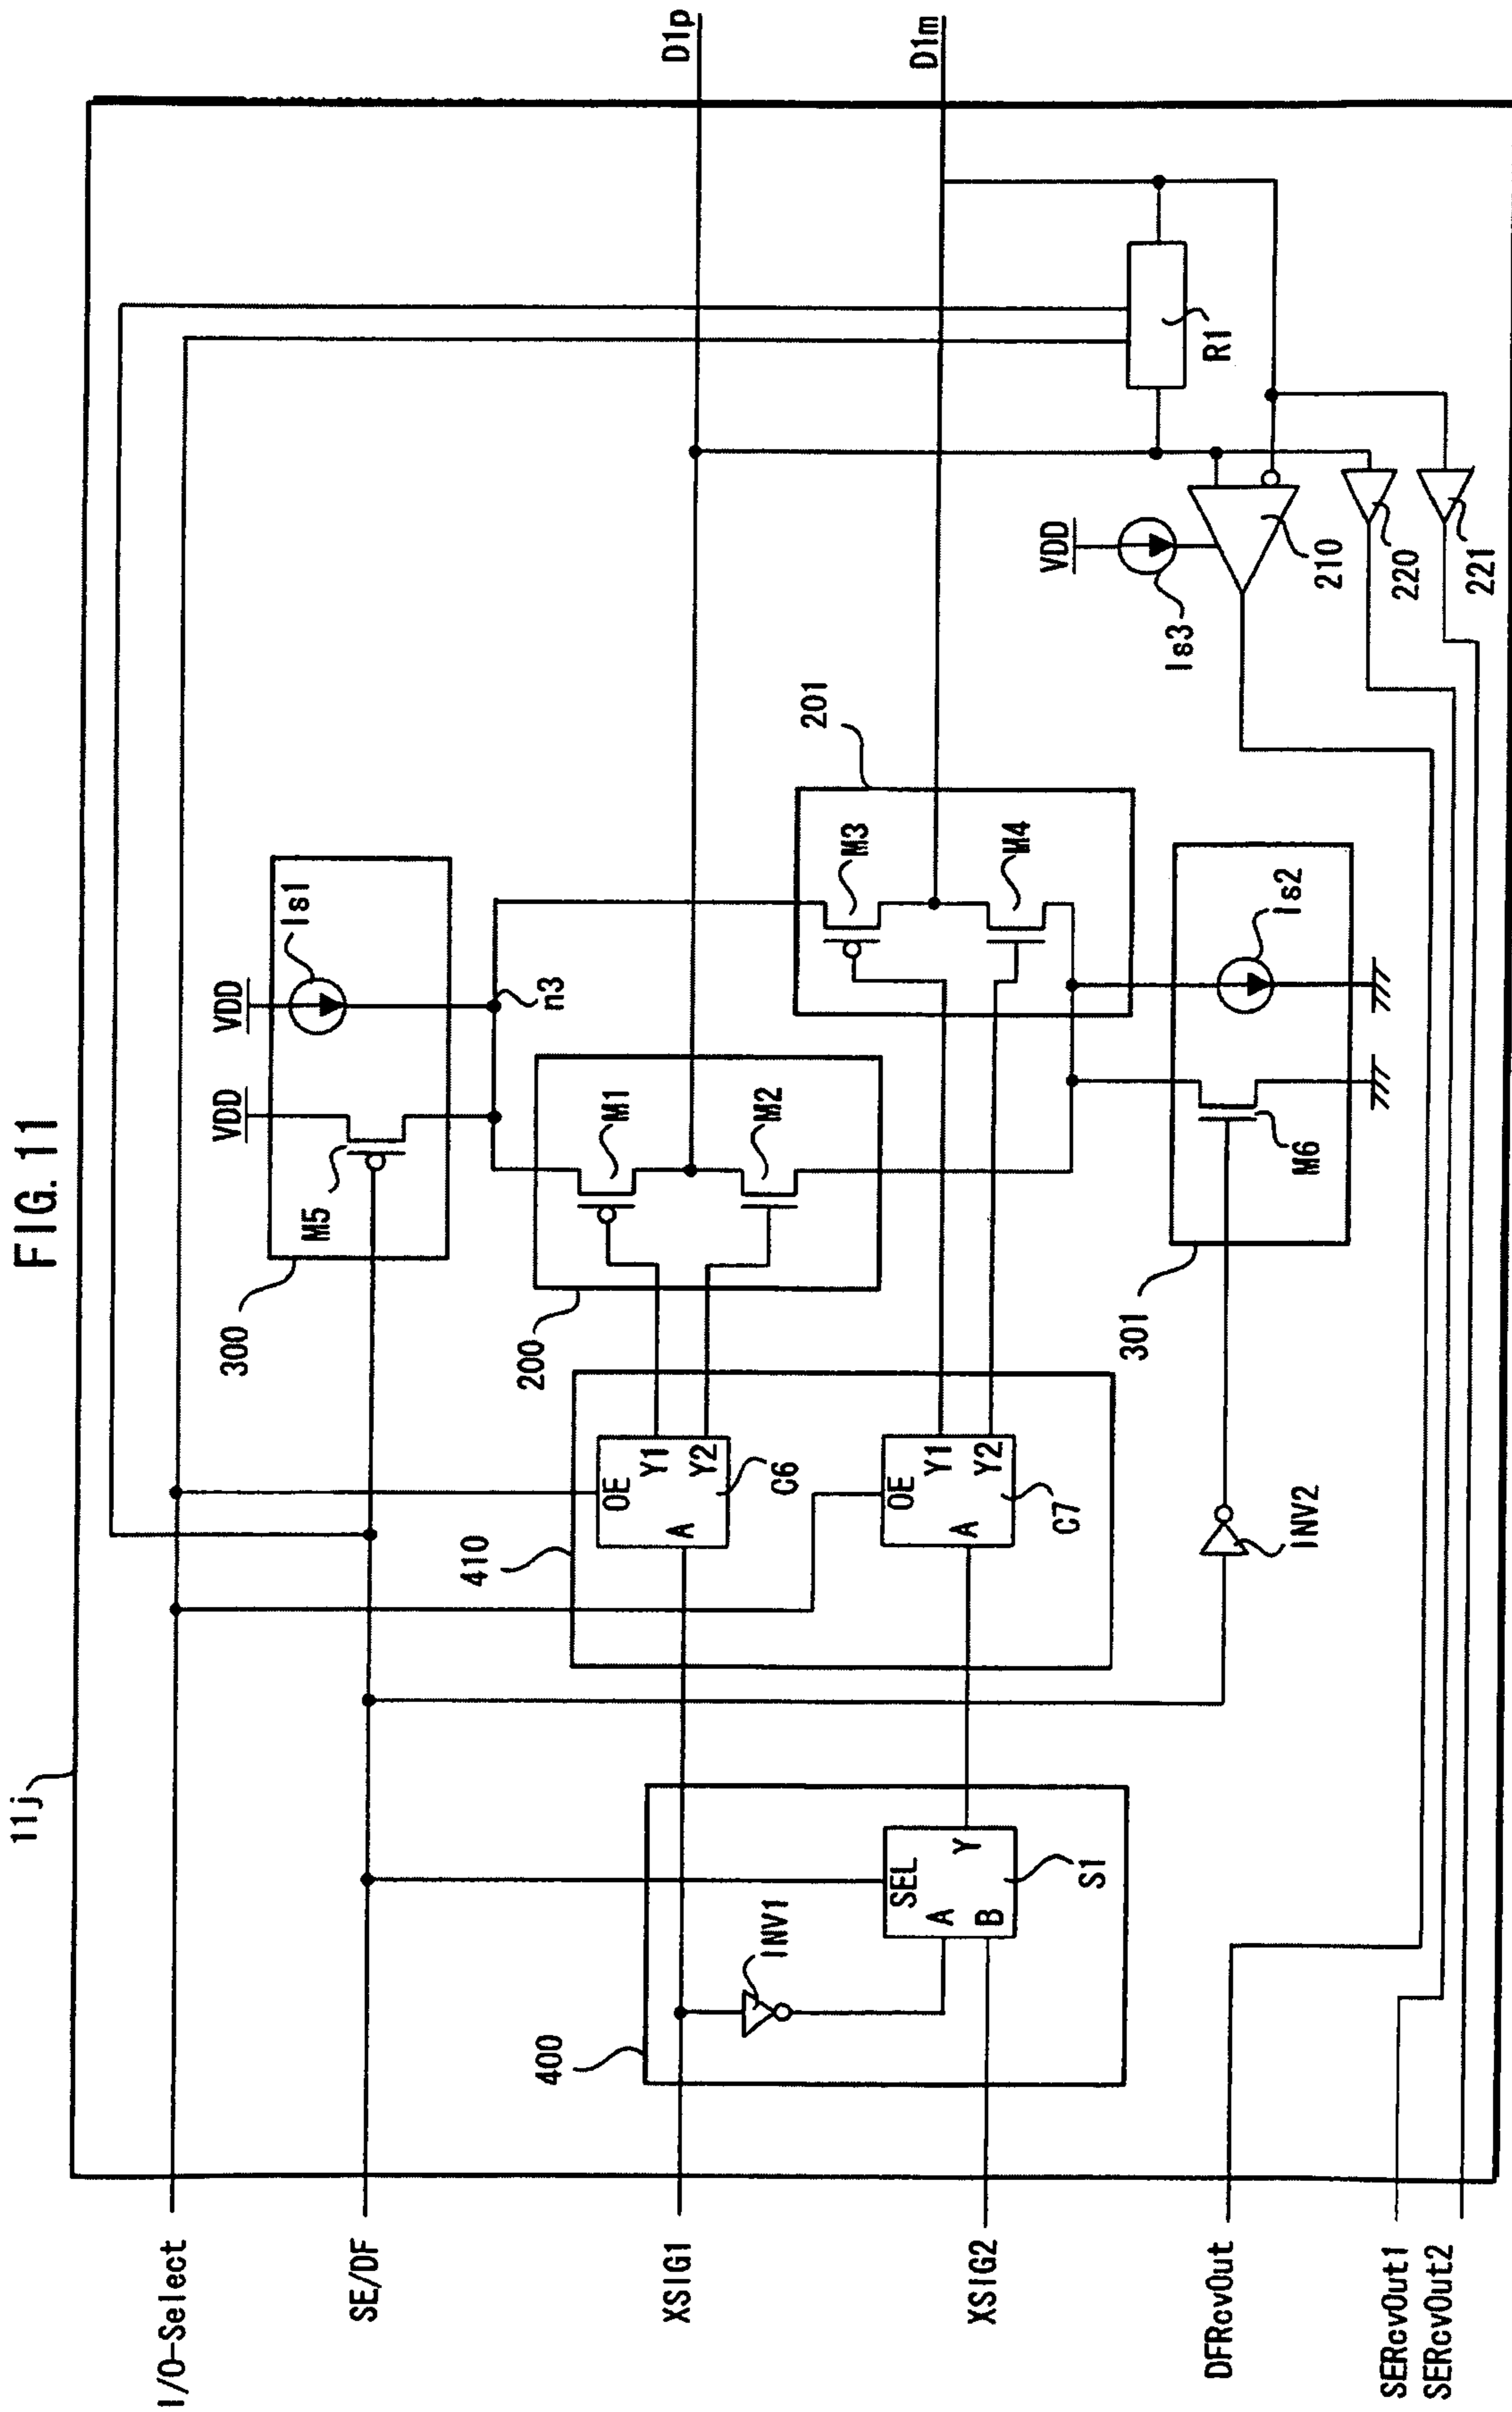 FIG. 11
11j
I/O-Select
SE/DF
XSIG1
XSIG2
DFRcvOut
SERcvOut1
SERcvOut2
D1p
D1m
400
INV1
SEL
A
B
Y
S1
410
OE
A
Y1
Y2
C6
OE
A
Y1
Y2
C7
INV2
300
VDD
VDD
M5
Is1
n3
200
M1
M2
201
M3
M4
301
M6
Is2
VDD
Is3
210
220
221
R1